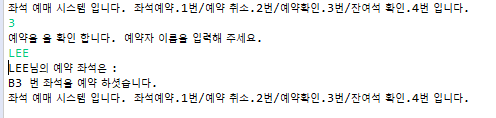 좌석 예매 시스템 입니다. 좌석예약.1번/예약 취소.2번/예약확인.3번/잔여석 확인.4번 입니다.
3
예약을 을 확인 합니다. 예약자 이름을 입력해 주세요.
LEE
LEE님의 예약 좌석은 :
B3 번 좌석을 예약 하셧습니다.
좌석 예매 시스템 입니다. 좌석예약.1번/예약 취소.2번/예약확인.3번/잔여석 확인.4번 입니다.